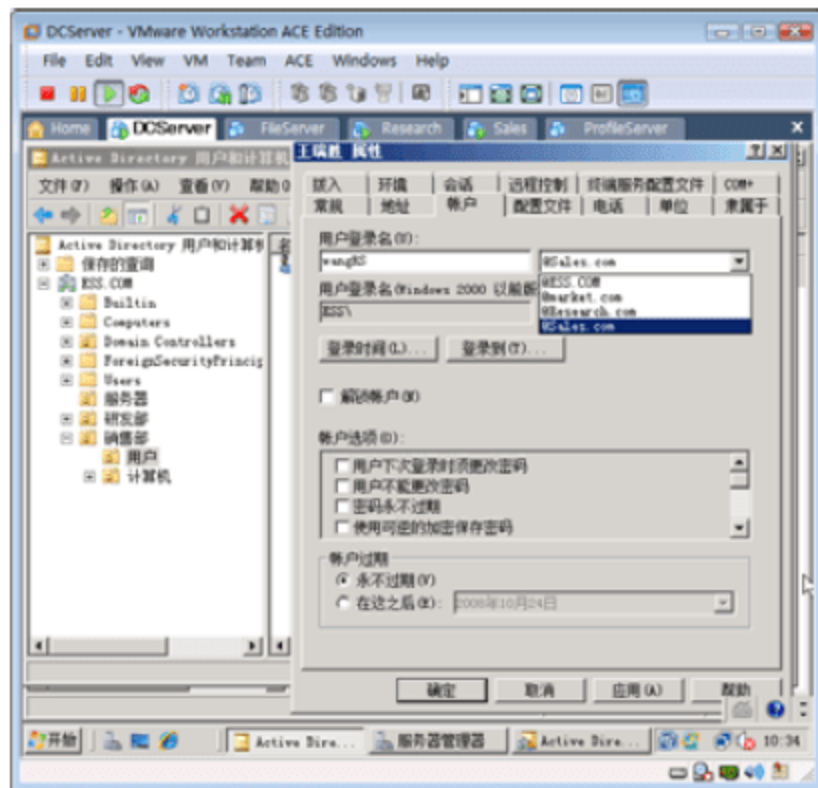 DCServer - VMware Workstation ACE Edition
File Edit View VM Team ACE Windows Help
Home DCServer FileServer Research Sales ProfileServer
Active Directory 用户和计算机
王瑞胜 属性
文件(F) 操作(A) 查看(V) 帮助
拨入 环境 会话 远程控制 终端服务配置文件 COM+
常规 地址 帐户 配置文件 电话 单位 隶属于
Active Directory 用户和计算机
保存的查询
ESS.COM
Builtin
Computers
Domain Controllers
ForeignSecurityPrincip
Users
服务器
研发部
销售部
用户
计算机
用户登录名(U):
wangRS @Sales.com
@ESS.COM
@market.com
@Research.com
@Sales.com
用户登录名(Windows 2000 以前版
ESS\
登录时间(L)... 登录到(T)...
解锁帐户(N)
帐户选项(O):
用户下次登录时须更改密码
用户不能更改密码
密码永不过期
使用可逆的加密保存密码
帐户过期
永不过期(V)
在这之后(E): 2008年10月24日
确定 取消 应用(A) 帮助
开始 Active Dire... 服务器管理器 Active Dire... 10:34